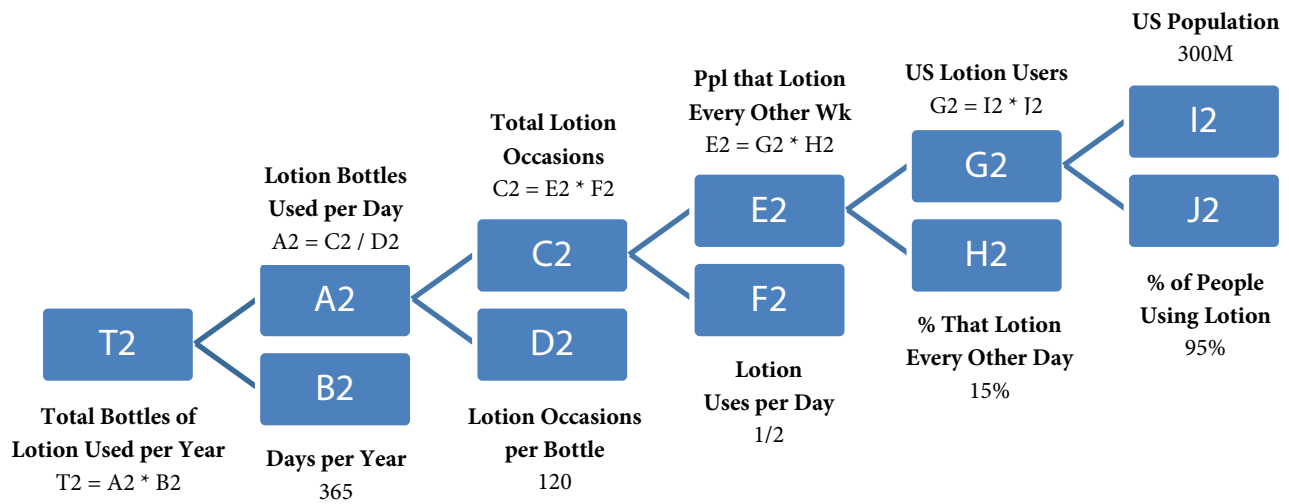 T2
Total Bottles of
Lotion Used per Year
T2 = A2 * B2
Lotion Bottles
Used per Day
A2 = C2 / D2
A2
B2
Days per Year
365
Total Lotion
Occasions
C2 = E2 * F2
C2
D2
Lotion Occasions
per Bottle
120
Ppl that Lotion
Every Other Wk
E2 = G2 * H2
E2
F2
Lotion
Uses per Day
1/2
US Lotion Users
G2 = I2 * J2
G2
H2
% That Lotion
Every Other Day
15%
US Population
300M
I2
J2
% of People
Using Lotion
95%